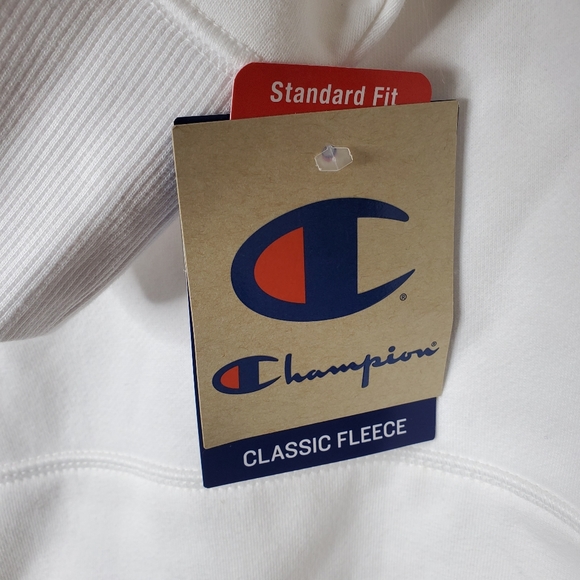 Standard Fit
®
Champion®
CLASSIC FLEECE